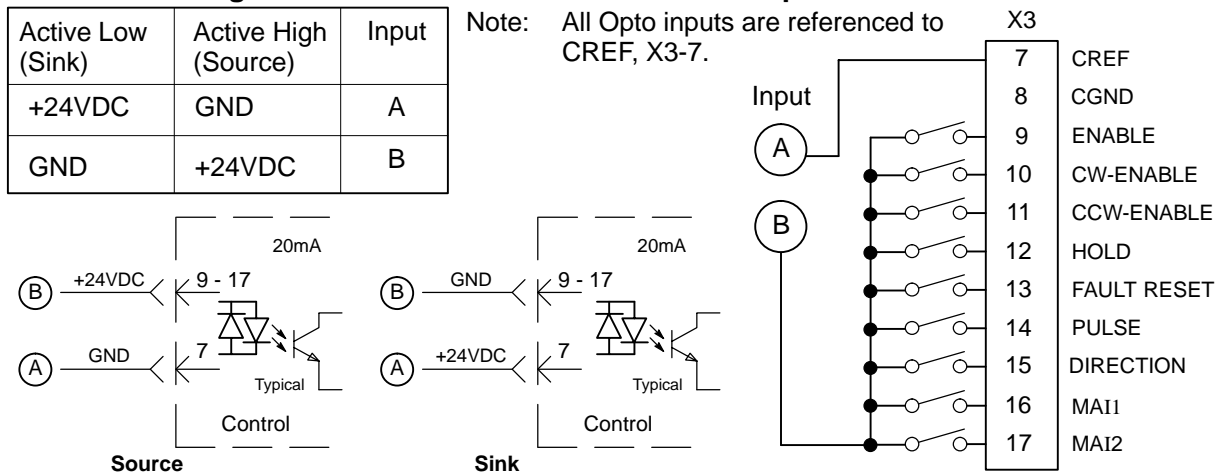 Active Low Active High Input
(Sink) (Source)
+24VDC GND A
GND +24VDC B
Note: All Opto inputs are referenced to
CREF, X3-7.
X3
Input
A
B
7 CREF
8 CGND
9 ENABLE
10 CW-ENABLE
11 CCW-ENABLE
12 HOLD
13 FAULT RESET
14 PULSE
15 DIRECTION
16 MAI1
17 MAI2
20mA
B +24VDC 9 - 17
A GND 7
Typical
Control
Source
20mA
B GND 9 - 17
A +24VDC 7
Typical
Control
Sink